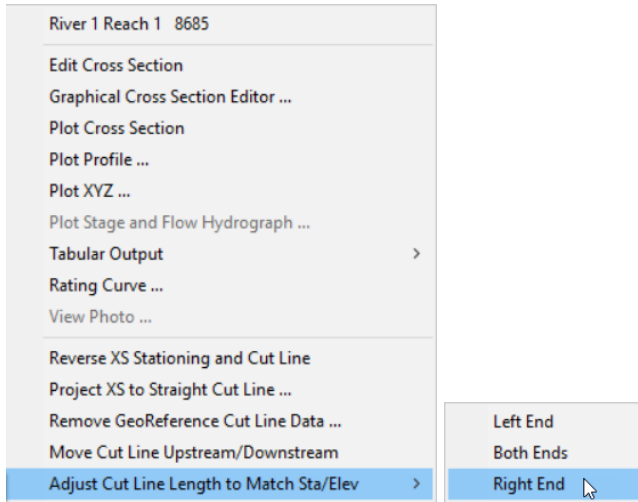 River 1 Reach 1   8685
Edit Cross Section
Graphical Cross Section Editor ...
Plot Cross Section
Plot Profile ...
Plot XYZ ...
Plot Stage and Flow Hydrograph ...
Tabular Output >
Rating Curve ...
View Photo ...
Reverse XS Stationing and Cut Line
Project XS to Straight Cut Line ...
Remove GeoReference Cut Line Data ...
Move Cut Line Upstream/Downstream
Adjust Cut Line Length to Match Sta/Elev >
Left End
Both Ends
Right End